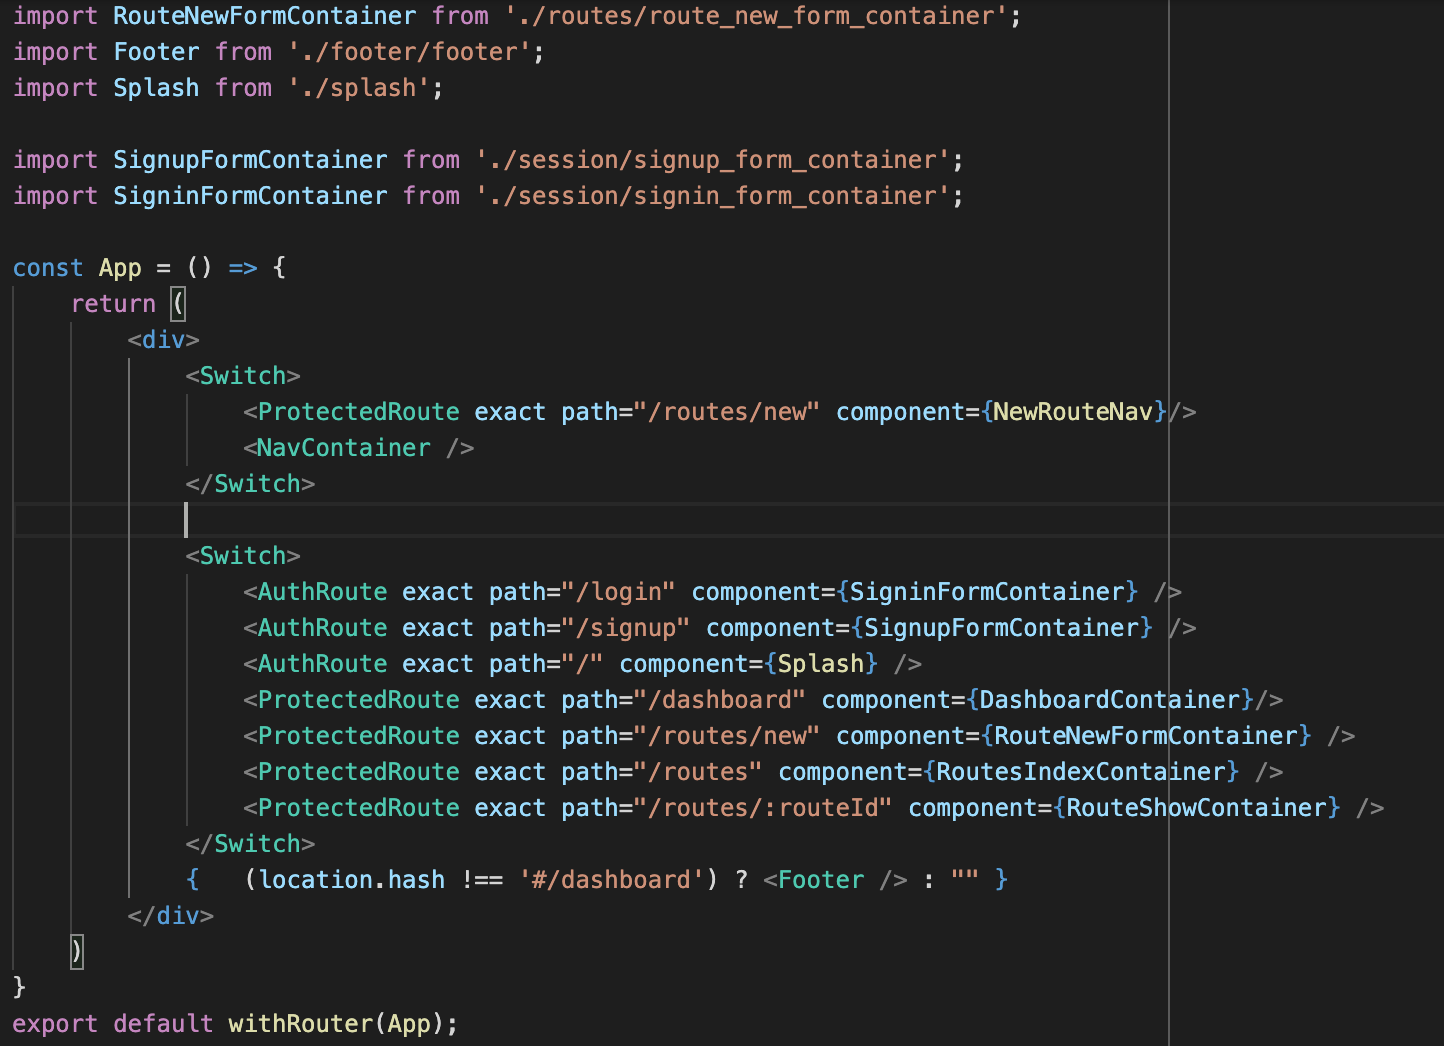 import RouteNewFormContainer from './routes/route_new_form_container';
import Footer from './footer/footer';
import Splash from './splash';
import SignupFormContainer from './session/signup_form_container';
import SigninFormContainer from './session/signin_form_container';
const App = () => {
return (
<div>
<Switch>
<ProtectedRoute exact path="/routes/new" component={NewRouteNav}/>
<NavContainer />
</Switch>
<Switch>
<AuthRoute exact path="/login" component={SigninFormContainer} />
<AuthRoute exact path="/signup" component={SignupFormContainer} />
<AuthRoute exact path="/" component={Splash} />
<ProtectedRoute exact path="/dashboard" component={DashboardContainer}/>
<ProtectedRoute exact path="/routes/new" component={RouteNewFormContainer} />
<ProtectedRoute exact path="/routes" component={RoutesIndexContainer} />
<ProtectedRoute exact path="/routes/:routeId" component={RouteShowContainer} />
</Switch>
{   (location.hash !== '#/dashboard') ? <Footer /> : "" }
</div>
)
}
export default withRouter(App);